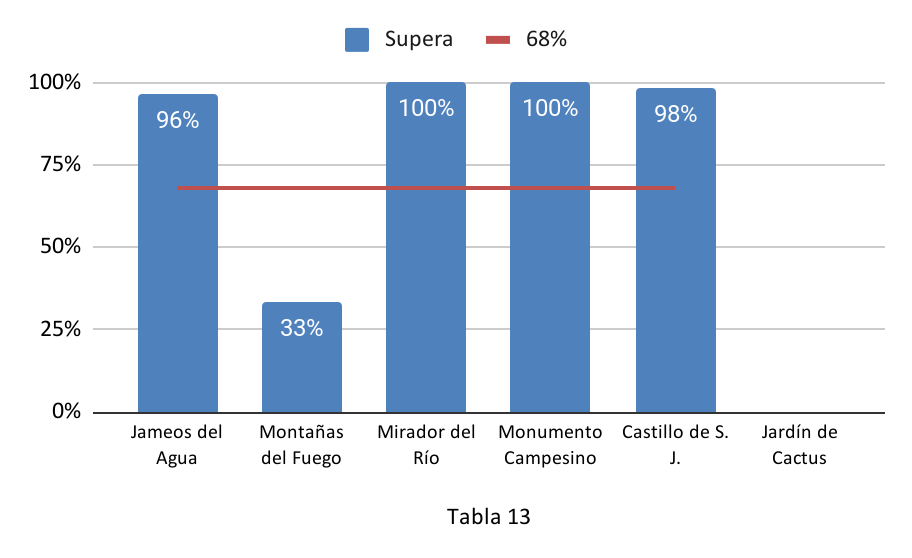 Supera 68%
100%
96% 100% 100% 98%
75%
50%
33%
25%
0%
Jameos del Montañas Mirador del Monumento Castillo de S. Jardín de
Agua del Fuego Río Campesino J. Cactus
Tabla 13